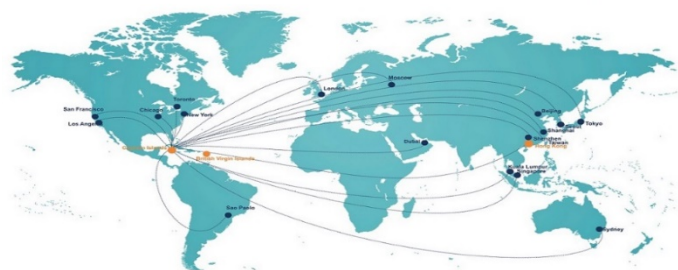 Moscow
London
Toronto
San Francisco
Chicago
New York
Los Angeles
Beijing
Tokyo
Shanghai
Shenzhen
Taiwan
Hong Kong
Dubai
British Virgin Islands
Kuala Lumpur
Singapore
Sao Paulo
Sydney